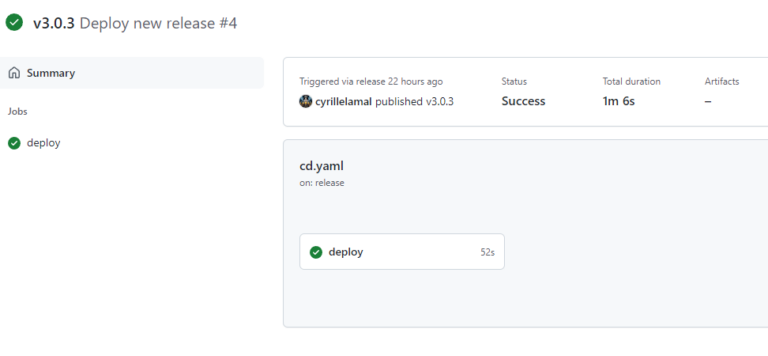 v3.0.3 Deploy new release #4
Summary
Jobs
deploy
Triggered via release 22 hours ago
cyrillelamal published v3.0.3
Status
Success
Total duration
1m 6s
Artifacts
–
cd.yaml
on: release
deploy 52s